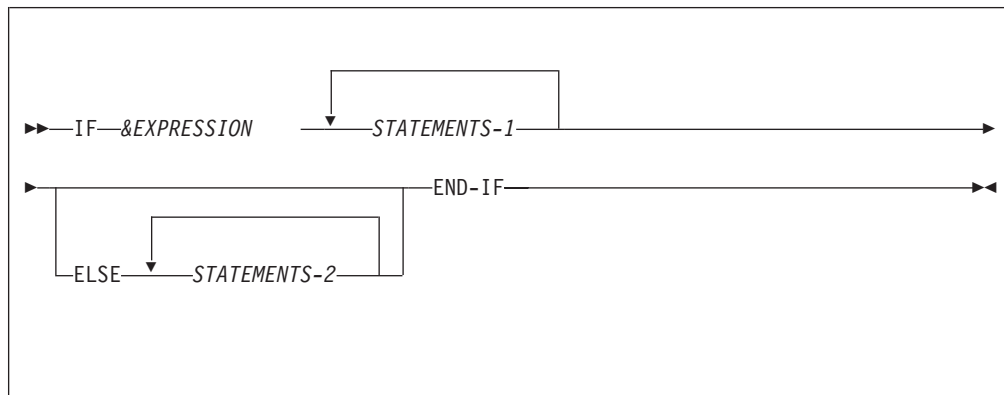 IF &EXPRESSION STATEMENTS-1
END-IF
ELSE STATEMENTS-2